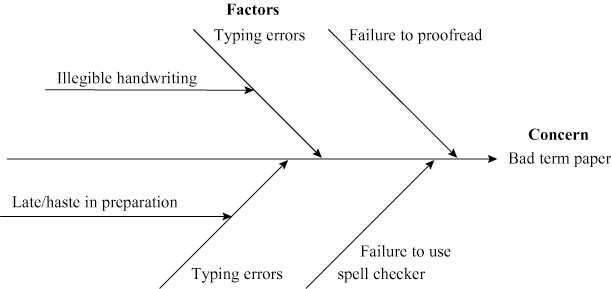 Factors
Typing errors
Failure to proofread
Illegible handwriting
Concern
Bad term paper
Late/haste in preparation
Failure to use
spell checker
Typing errors